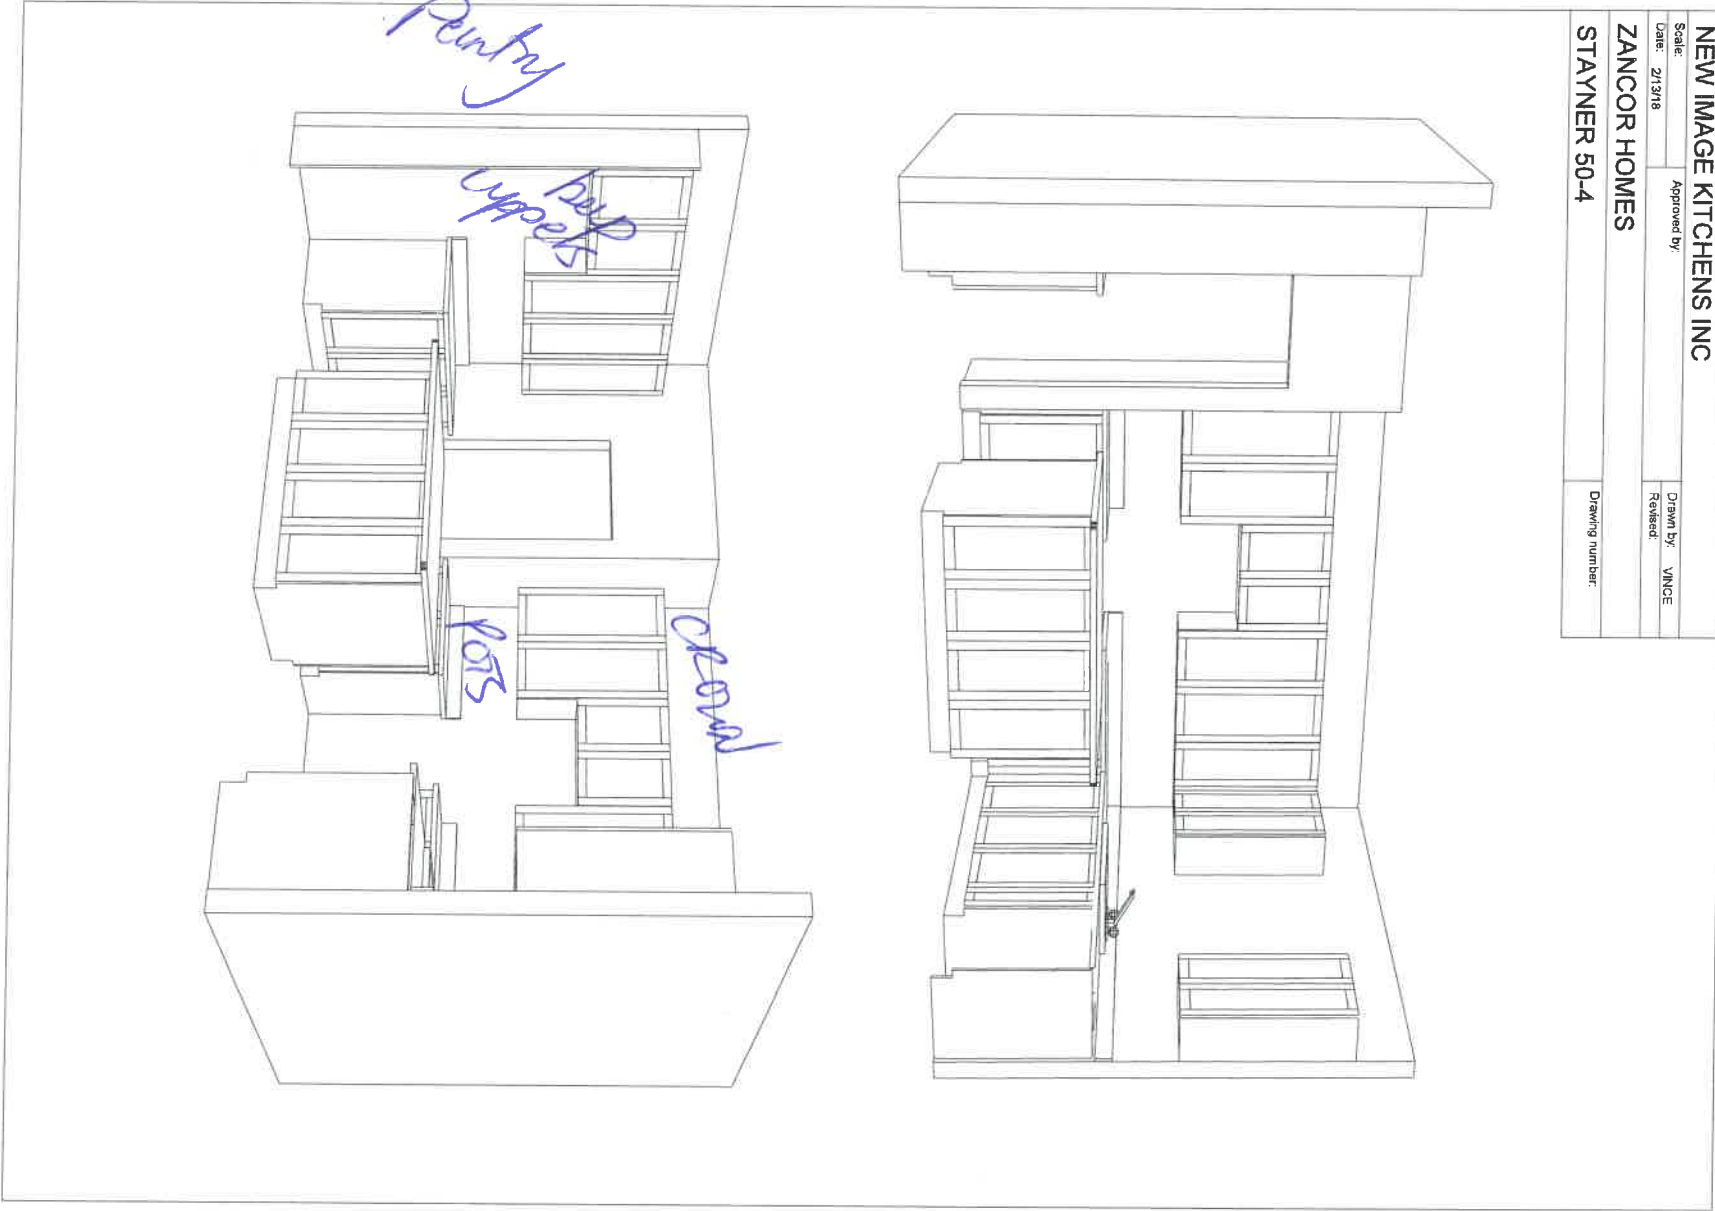 NEW IMAGE KITCHENS INC
Scale:
Approved by:
Drawn by: VINCE
Date: 2/13/18
Revised:
ZANCOR HOMES
STAYNER 50-4
Drawing number:
CROWN
POTS
uppers
Pantry